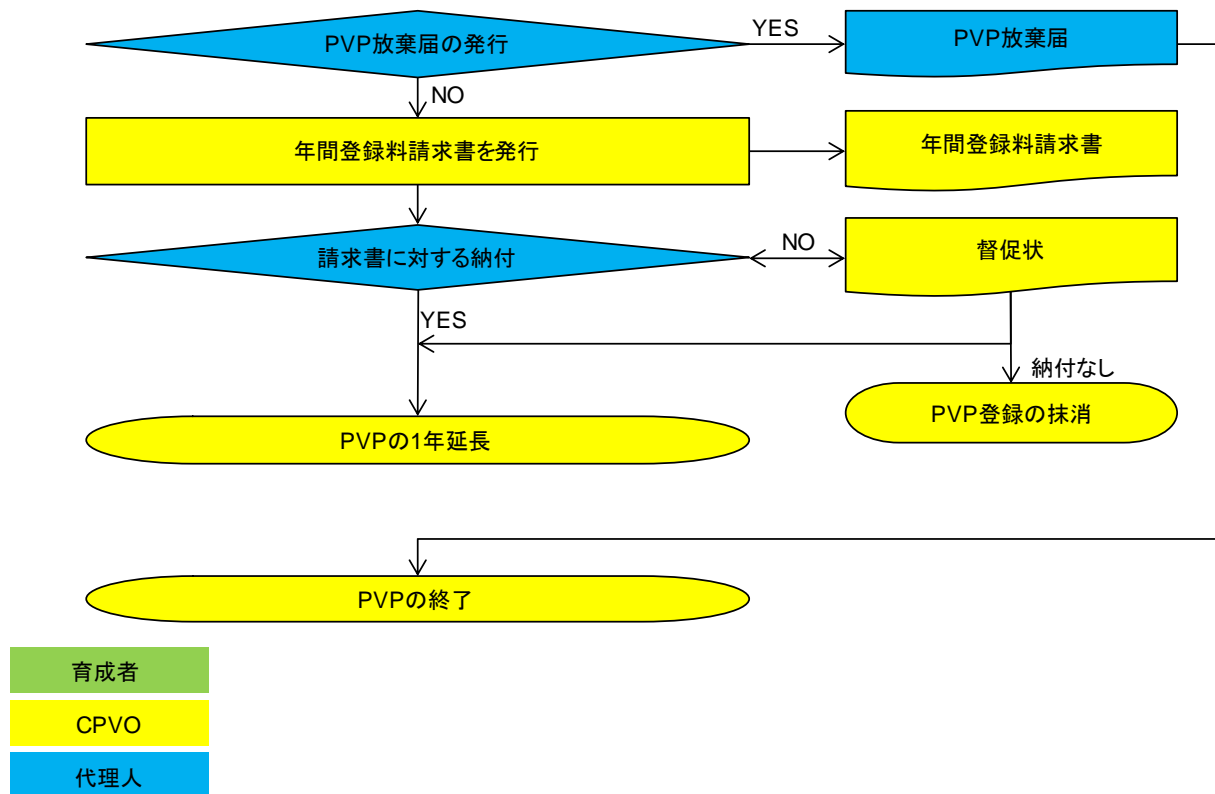 PVP放棄届の発行
YES
PVP放棄届
NO
年間登録料請求書を発行
年間登録料請求書
請求書に対する納付
NO
督促状
YES
納付なし
PVP登録の抹消
PVPの1年延長
PVPの終了
育成者
CPVO
代理人